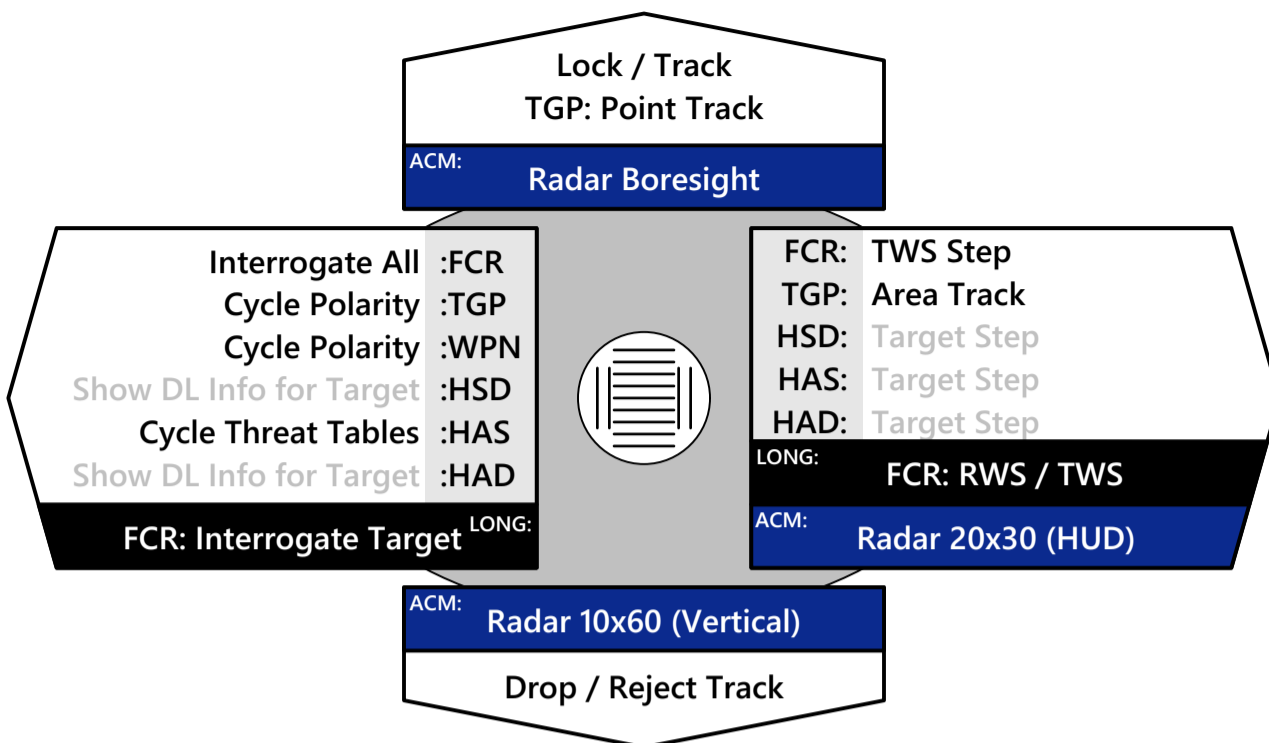 Lock / Track
TGP: Point Track
ACM:
Radar Boresight
Interrogate All :FCR
Cycle Polarity :TGP
Cycle Polarity :WPN
Show DL Info for Target :HSD
Cycle Threat Tables :HAS
Show DL Info for Target :HAD
FCR: Interrogate Target LONG:
FCR: TWS Step
TGP: Area Track
HSD: Target Step
HAS: Target Step
HAD: Target Step
LONG:
FCR: RWS / TWS
ACM:
Radar 20x30 (HUD)
ACM:
Radar 10x60 (Vertical)
Drop / Reject Track